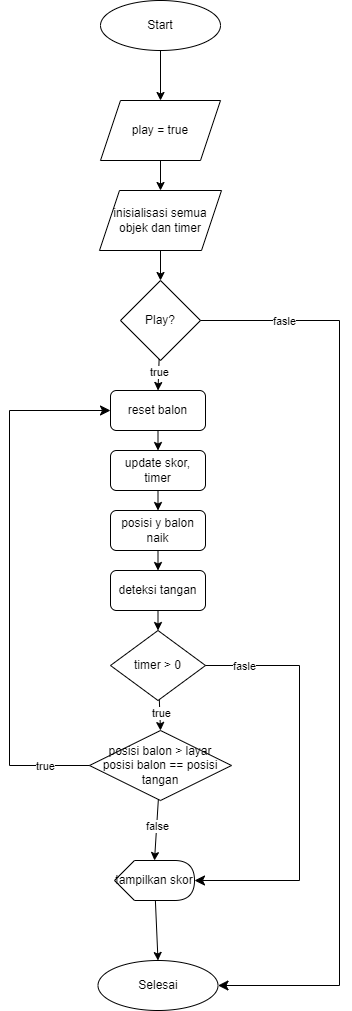 Start
play = true
inisialisasi semua
objek dan timer
Play?
fasle
true
reset balon
update skor,
timer
posisi y balon
naik
deteksi tangan
timer > 0
fasle
true
posisi balon > layar
posisi balon == posisi
tangan
true
false
tampilkan skor
Selesai